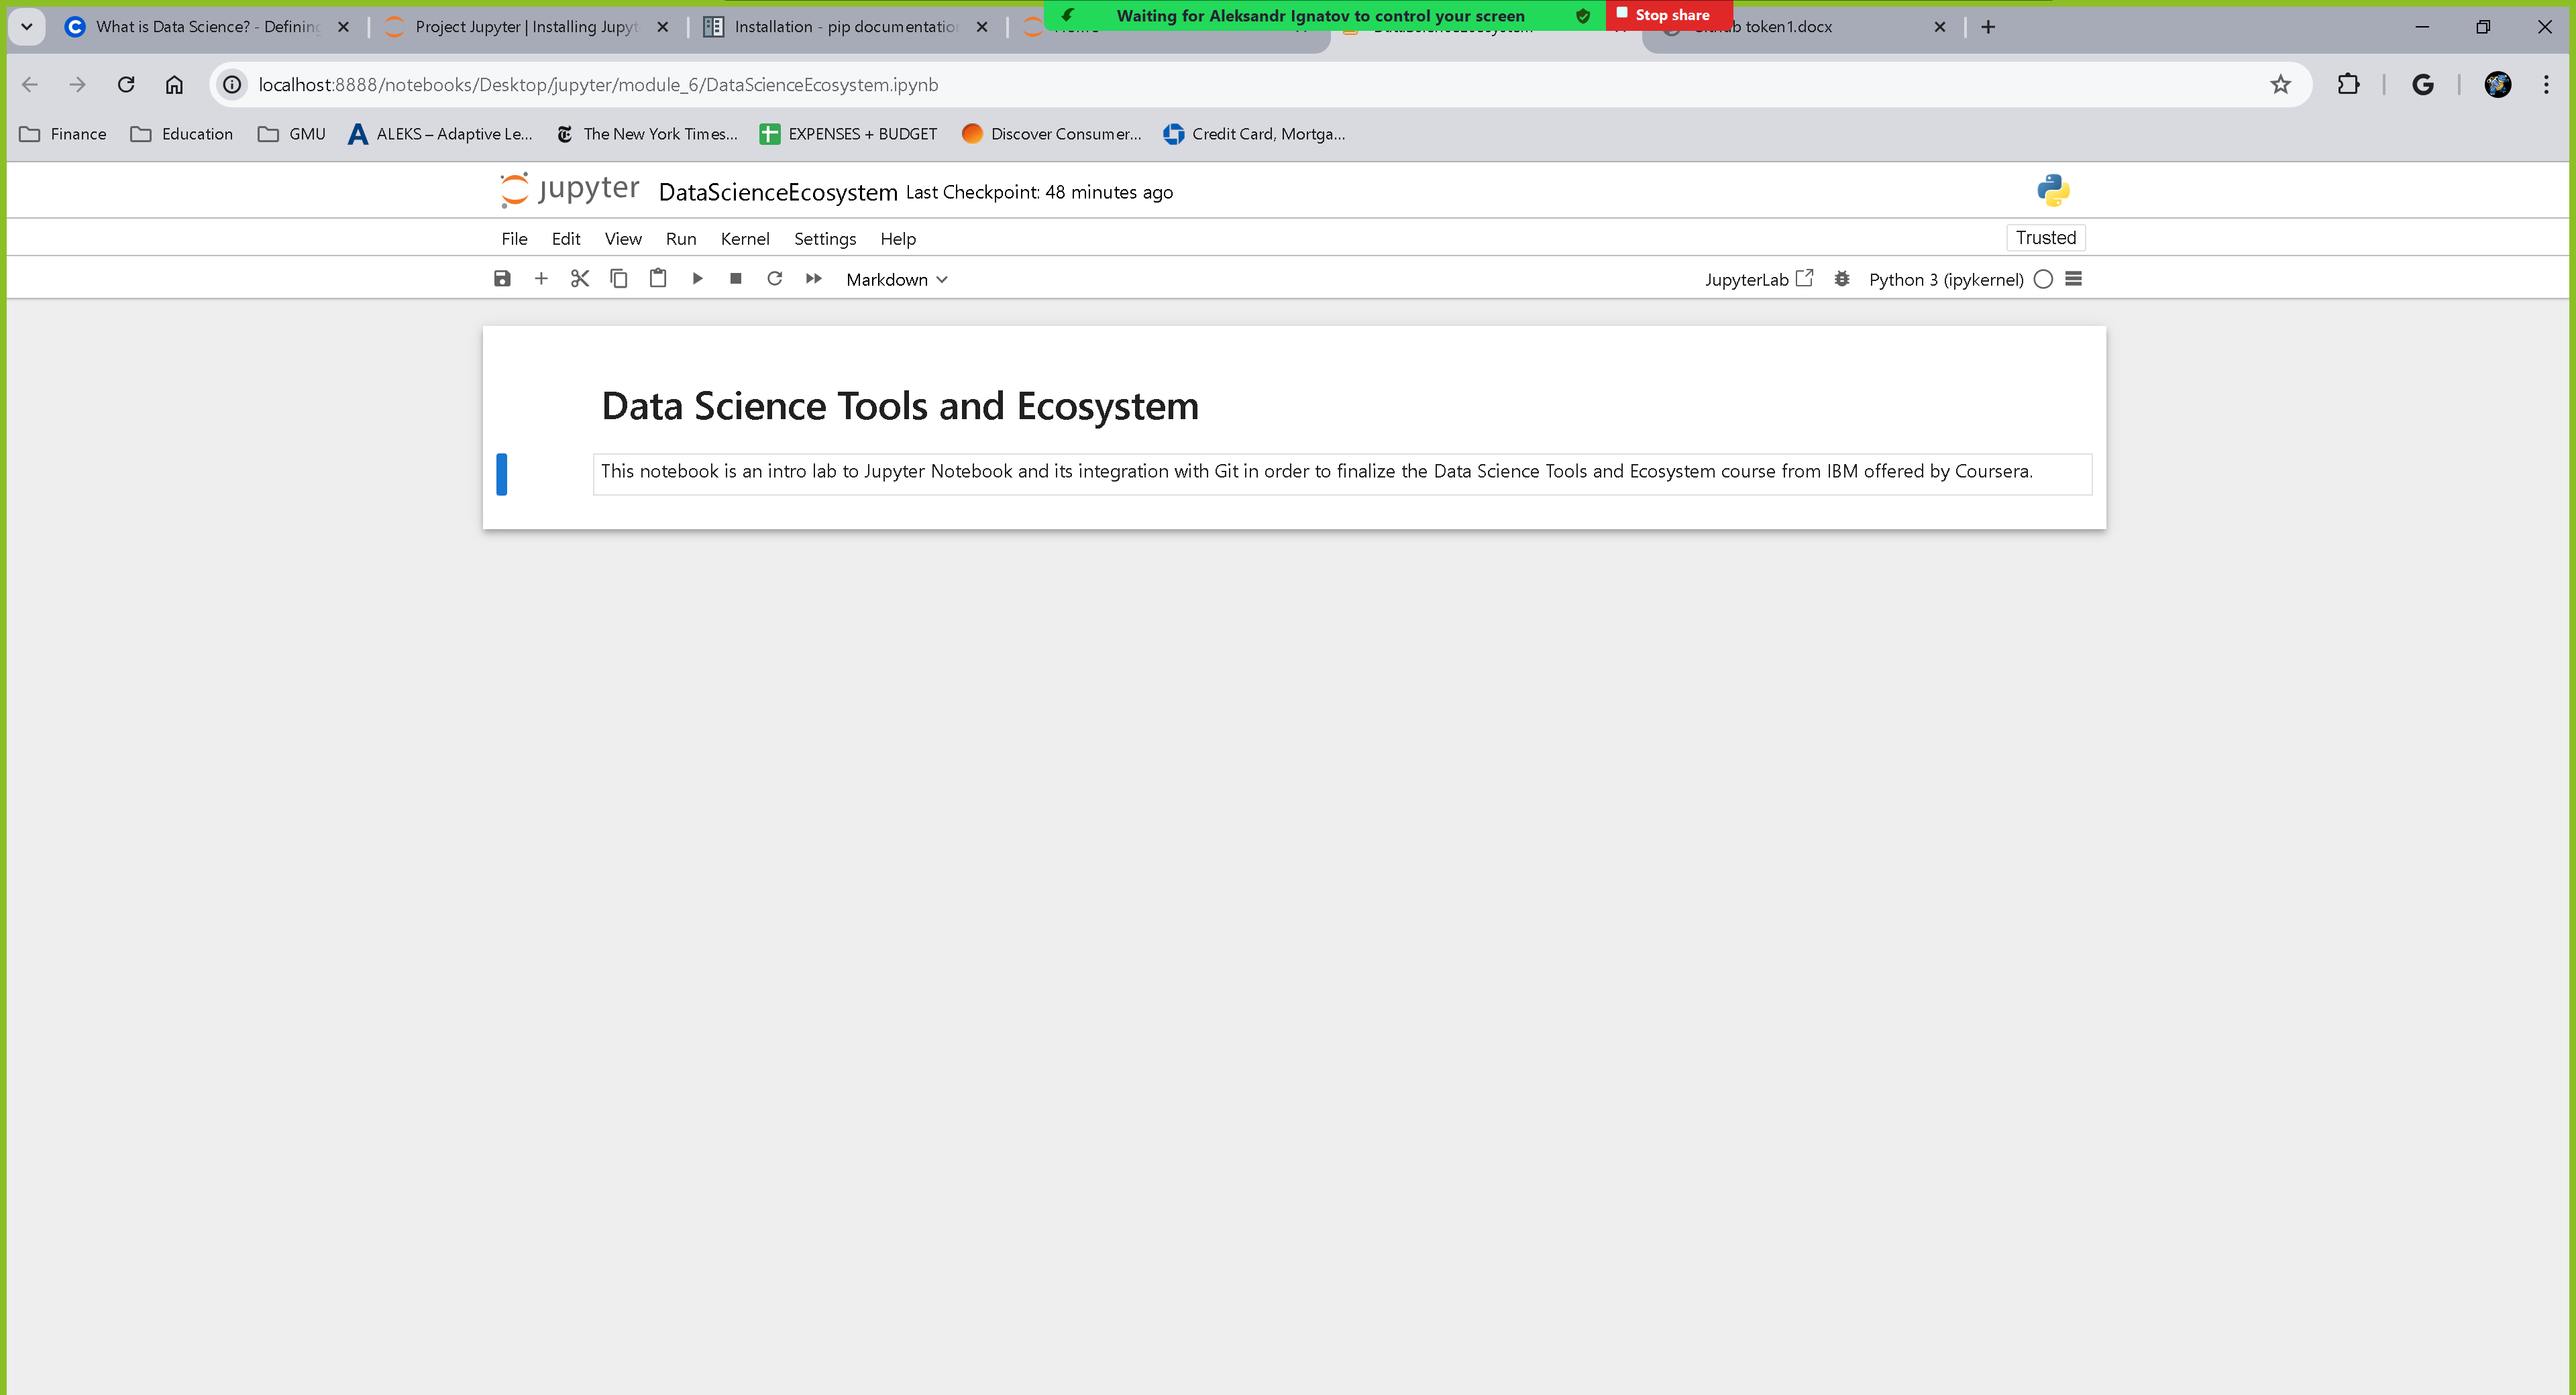 What is Data Science? - Defining
Project Jupyter | Installing Jupyt
Installation - pip documentation
Waiting for Aleksandr Ignatov to control your screen
Stop share
token1.docx
localhost:8888/notebooks/Desktop/jupyter/module_6/DataScienceEcosystem.ipynb
Finance
Education
GMU
ALEKS – Adaptive Le...
The New York Times...
EXPENSES + BUDGET
Discover Consumer...
Credit Card, Mortga...
jupyter DataScienceEcosystem Last Checkpoint: 48 minutes ago
File Edit View Run Kernel Settings Help
Trusted
Markdown
JupyterLab
Python 3 (ipykernel)
Data Science Tools and Ecosystem
This notebook is an intro lab to Jupyter Notebook and its integration with Git in order to finalize the Data Science Tools and Ecosystem course from IBM offered by Coursera.